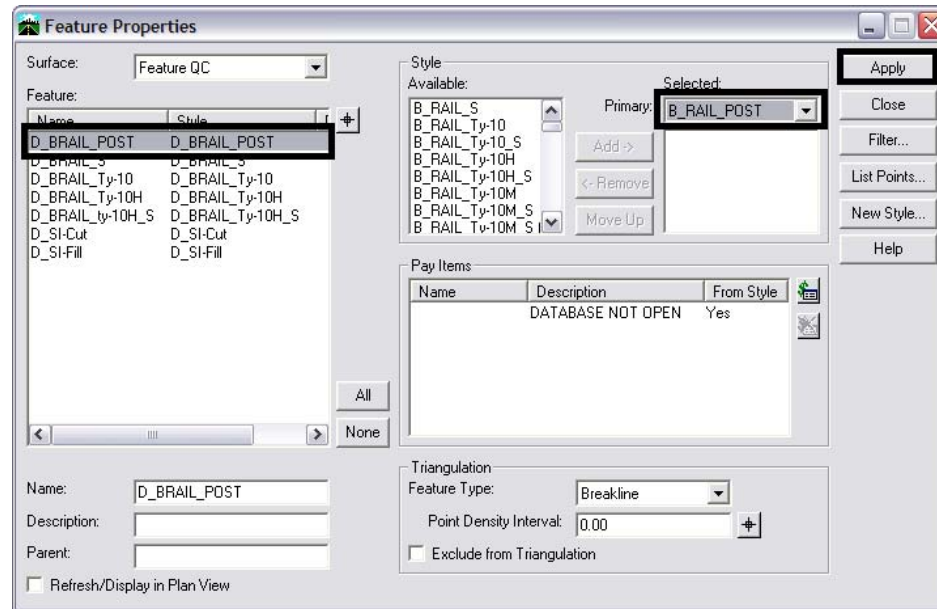 Feature Properties
Surface: Feature QC
Feature:
Name Style
D_BRAIL_POST D_BRAIL_POST
D_BRAIL_S D_BRAIL_S
D_BRAIL_Ty-10 D_BRAIL_Ty-10
D_BRAIL_Ty-10H D_BRAIL_Ty-10H
D_BRAIL_ty-10H_S D_BRAIL_Ty-10H_S
D_SI-Cut D_SI-Cut
D_SI-Fill D_SI-Fill
All
None
Name: D_BRAIL_POST
Description:
Parent:
Refresh/Display in Plan View
Style
Available:
B_RAIL_S
B_RAIL_Ty-10
B_RAIL_Ty-10_S
B_RAIL_Ty-10H
B_RAIL_Ty-10H_S
B_RAIL_Ty-10M
B_RAIL_Ty-10M_S
Add ->
<- Remove
Move Up
Selected:
Primary: B_RAIL_POST
Pay Items
Name Description From Style
DATABASE NOT OPEN Yes
Triangulation
Feature Type: Breakline
Point Density Interval: 0.00
Exclude from Triangulation
Apply
Close
Filter...
List Points...
New Style...
Help